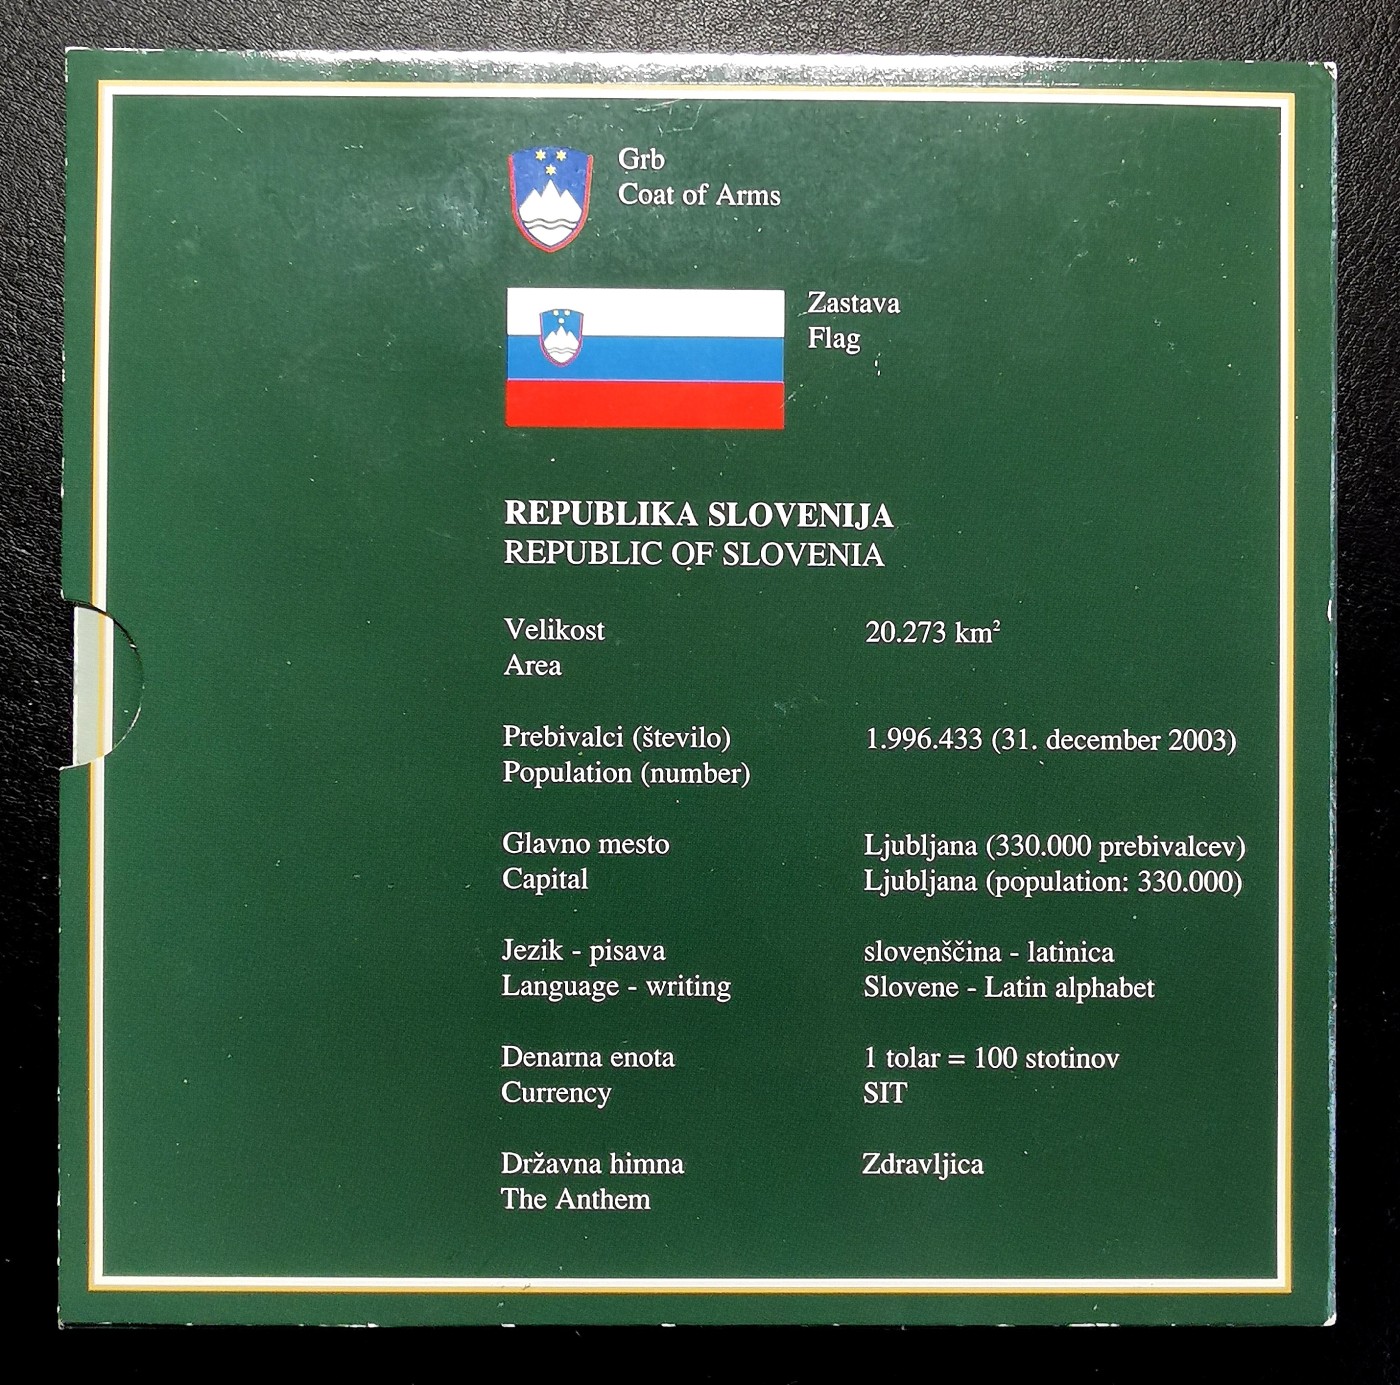 Grb
Coat of Arms
Zastava
Flag
REPUBLIKA SLOVENIJA
REPUBLIC OF SLOVENIA
Velikost 20.273 km²
Area
Prebivalci (število) 1.996.433 (31. december 2003)
Population (number)
Glavno mesto Ljubljana (330.000 prebivalcev)
Capital Ljubljana (population: 330.000)
Jezik - pisava slovenščina - latinica
Language - writing Slovene - Latin alphabet
Denarna enota 1 tolar = 100 stotinov
Currency SIT
Državna himna Zdravljica
The Anthem